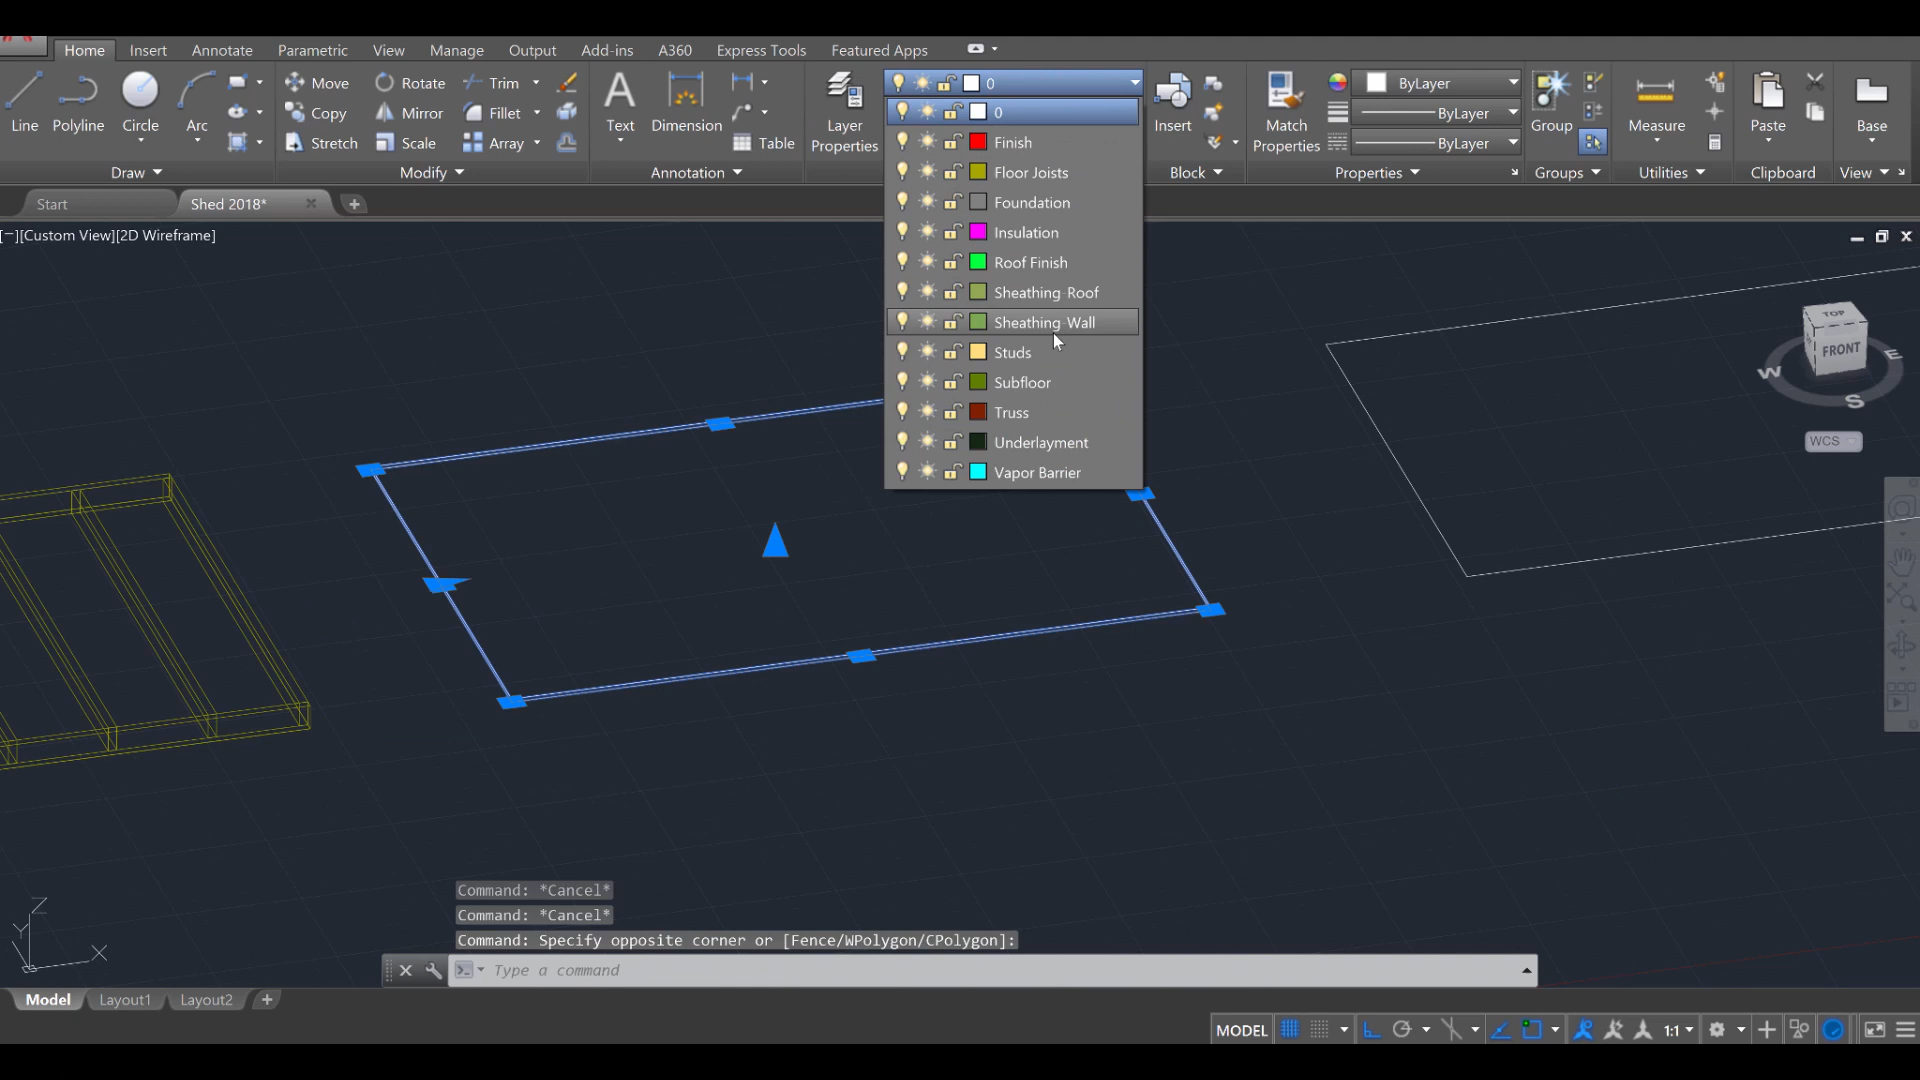 Home Insert Annotate Parametric View Manage Output Add-ins A360 Express Tools Featured Apps
Move Rotate Trim 0 ByLayer
Copy Mirror Fillet 0 ByLayer
Line Polyline Circle Arc Text Dimension Layer Insert Match Group Measure Paste Base
Stretch Scale Array Table Properties Finish Properties ByLayer
Draw Modify Annotation Floor Joists Block Properties Groups Utilities Clipboard View
Start Shed 2018* Foundation
[−][Custom View][2D Wireframe] Insulation
Roof Finish
Sheathing-Roof
Sheathing-Wall
Studs
Subfloor
Truss
Underlayment
Vapor Barrier
TOP
FRONT
E
W
S
WCS
Command: *Cancel*
Command: *Cancel*
Command: Specify opposite corner or [Fence/WPolygon/CPolygon]:
Type a command
Z
Y
X
Model Layout1 Layout2
MODEL 1:1